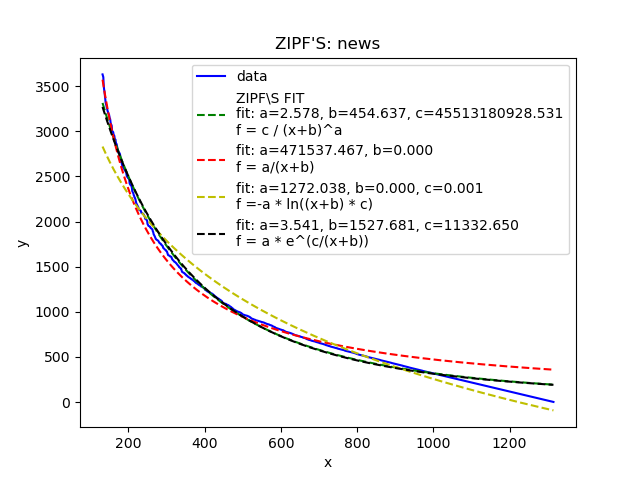 ZIPF'S: news
data
ZIPF\S FIT
fit: a=2.578, b=454.637, c=45513180928.531
f = c / (x+b)^a
fit: a=471537.467, b=0.000
f = a/(x+b)
fit: a=1272.038, b=0.000, c=0.001
f =-a * ln((x+b) * c)
fit: a=3.541, b=1527.681, c=11332.650
f = a * e^(c/(x+b))
y
3500
3000
2500
2000
1500
1000
500
0
200 400 600 800 1000 1200
x